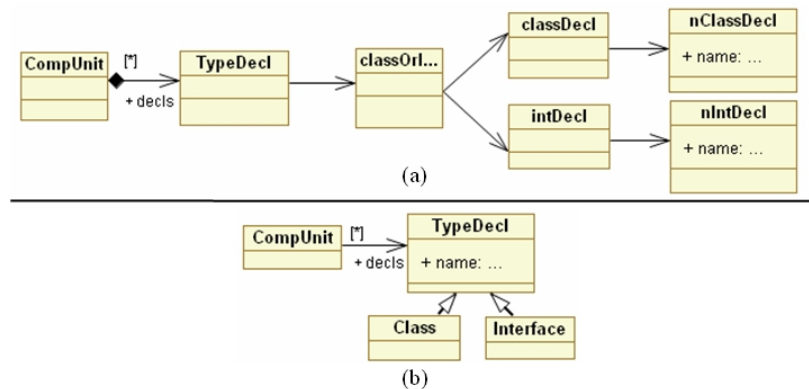 CompUnit
[*]
+ decls
TypeDecl
classOrI...
classDecl
nClassDecl
+ name: ...
intDecl
nIntDecl
+ name: ...
(a)
CompUnit
[*]
+ decls
TypeDecl
+ name: ...
Class
Interface
(b)